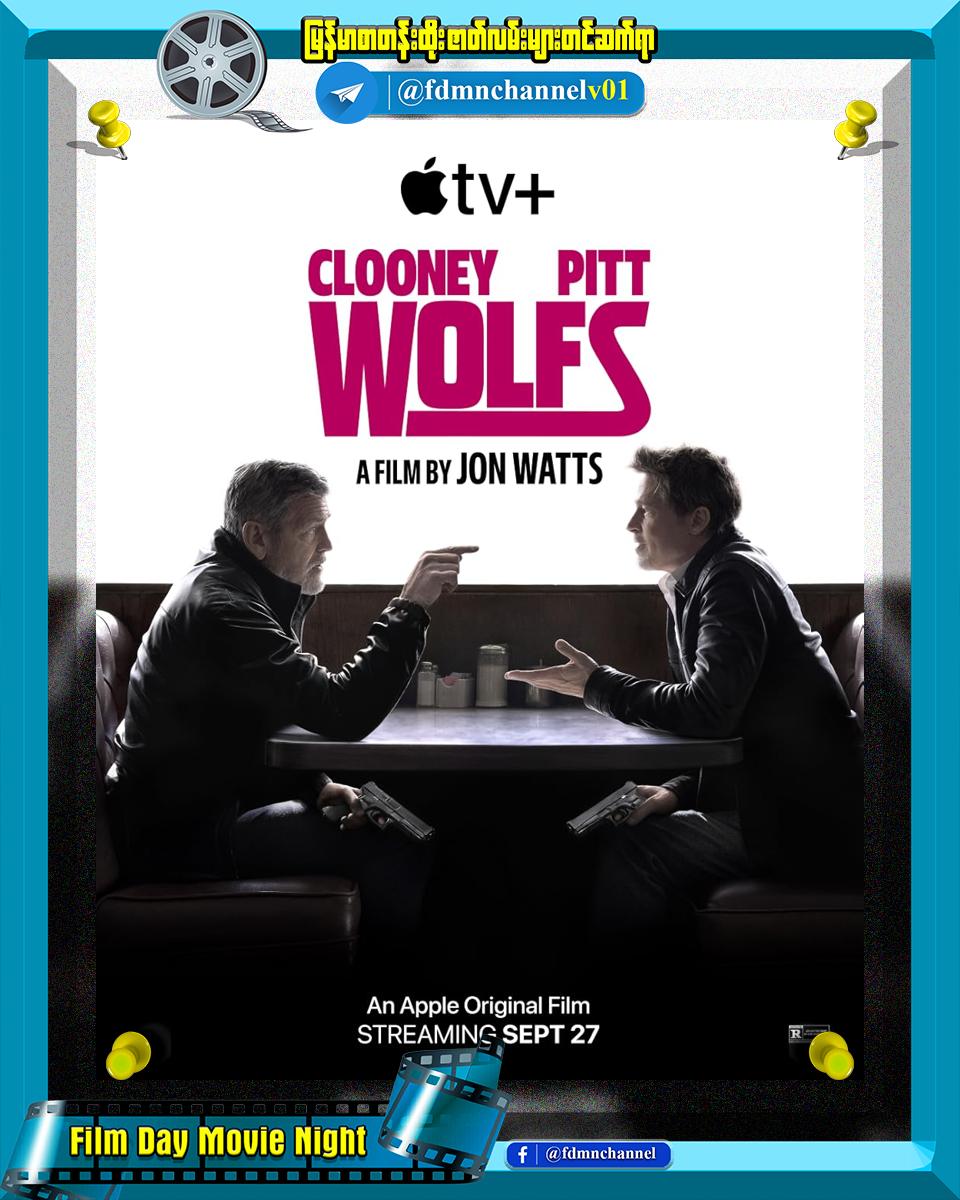 မြန်မာစာတန်းထိုးဇာတ်လမ်းများတင်ဆက်ရာ
@fdmnchannelv01
tv+
CLOONEY PITT
WOLFS
A FILM BY JON WATTS
An Apple Original Film
STREAMING SEPT 27
R
Film Day Movie Night
@fdmnchannel